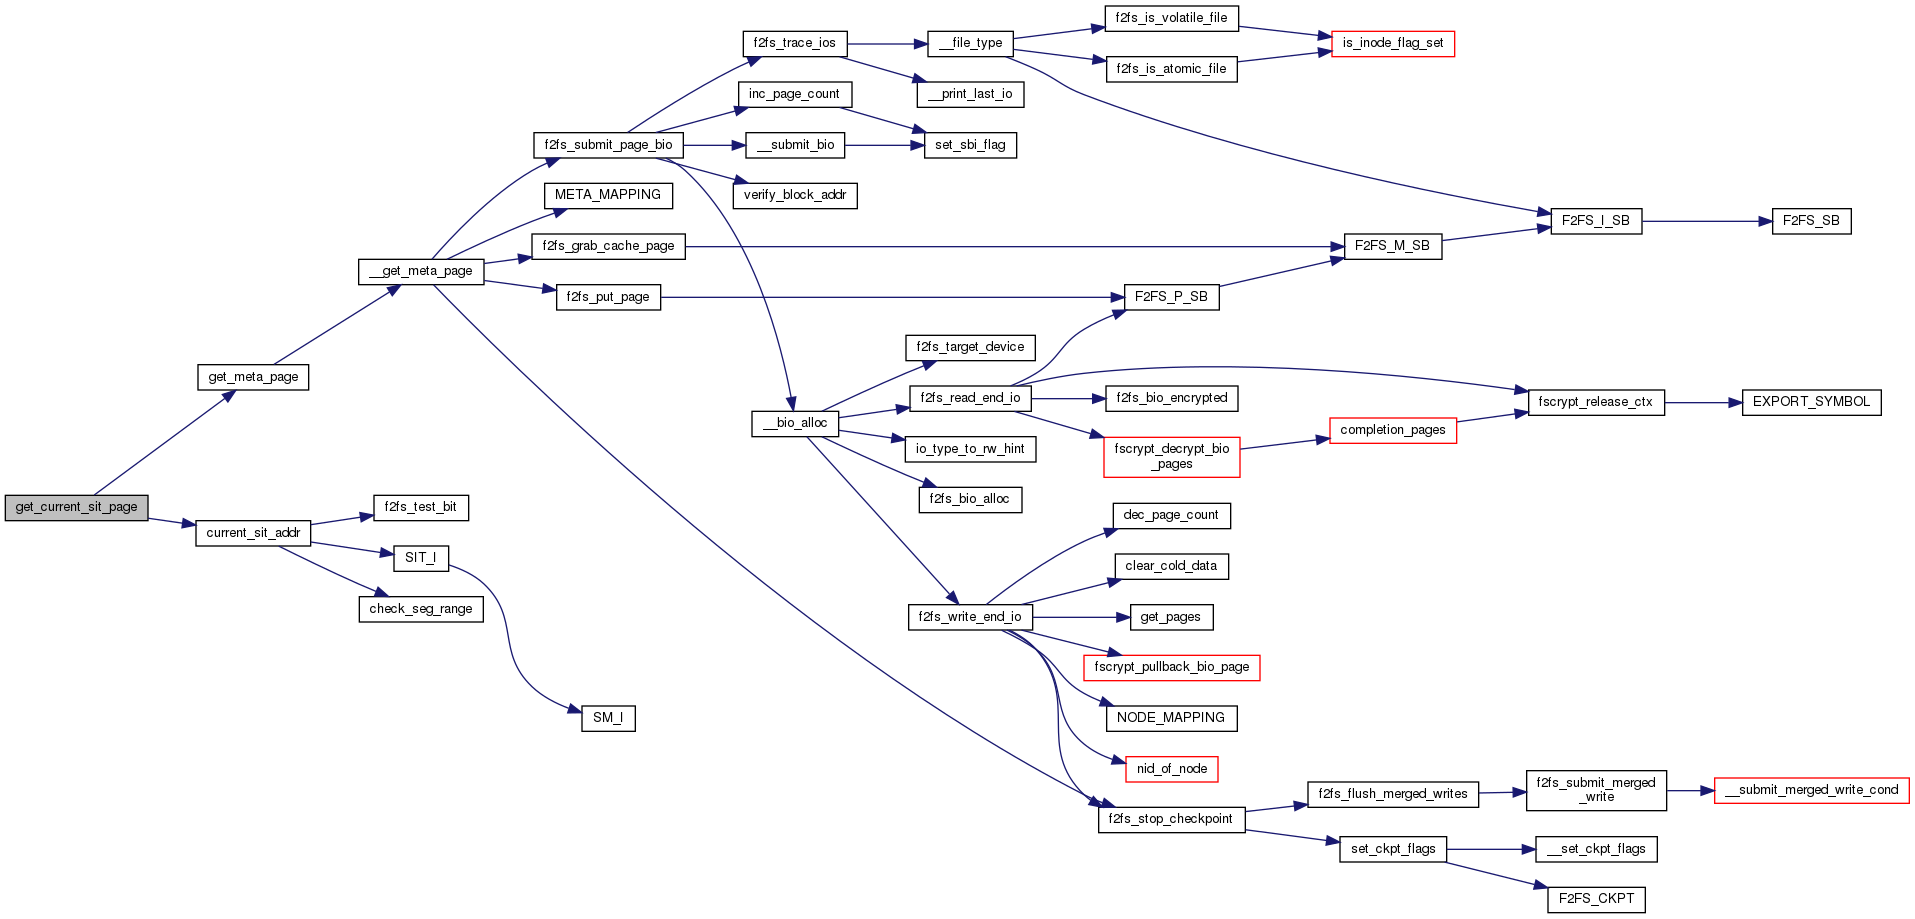 f2fs_is_volatile_file
f2fs_trace_ios
__file_type
is_inode_flag_set
f2fs_is_atomic_file
inc_page_count
__print_last_io
f2fs_submit_page_bio
__submit_bio
set_sbi_flag
META_MAPPING
verify_block_addr
F2FS_I_SB
F2FS_SB
f2fs_grab_cache_page
F2FS_M_SB
__get_meta_page
f2fs_put_page
F2FS_P_SB
f2fs_target_device
get_meta_page
f2fs_read_end_io
f2fs_bio_encrypted
fscrypt_release_ctx
EXPORT_SYMBOL
__bio_alloc
completion_pages
io_type_to_rw_hint
fscrypt_decrypt_bio
_pages
f2fs_bio_alloc
get_current_sit_page
f2fs_test_bit
dec_page_count
current_sit_addr
SIT_I
clear_cold_data
check_seg_range
f2fs_write_end_io
get_pages
fscrypt_pullback_bio_page
SM_I
NODE_MAPPING
nid_of_node
f2fs_flush_merged_writes
f2fs_submit_merged
_write
__submit_merged_write_cond
f2fs_stop_checkpoint
set_ckpt_flags
__set_ckpt_flags
F2FS_CKPT